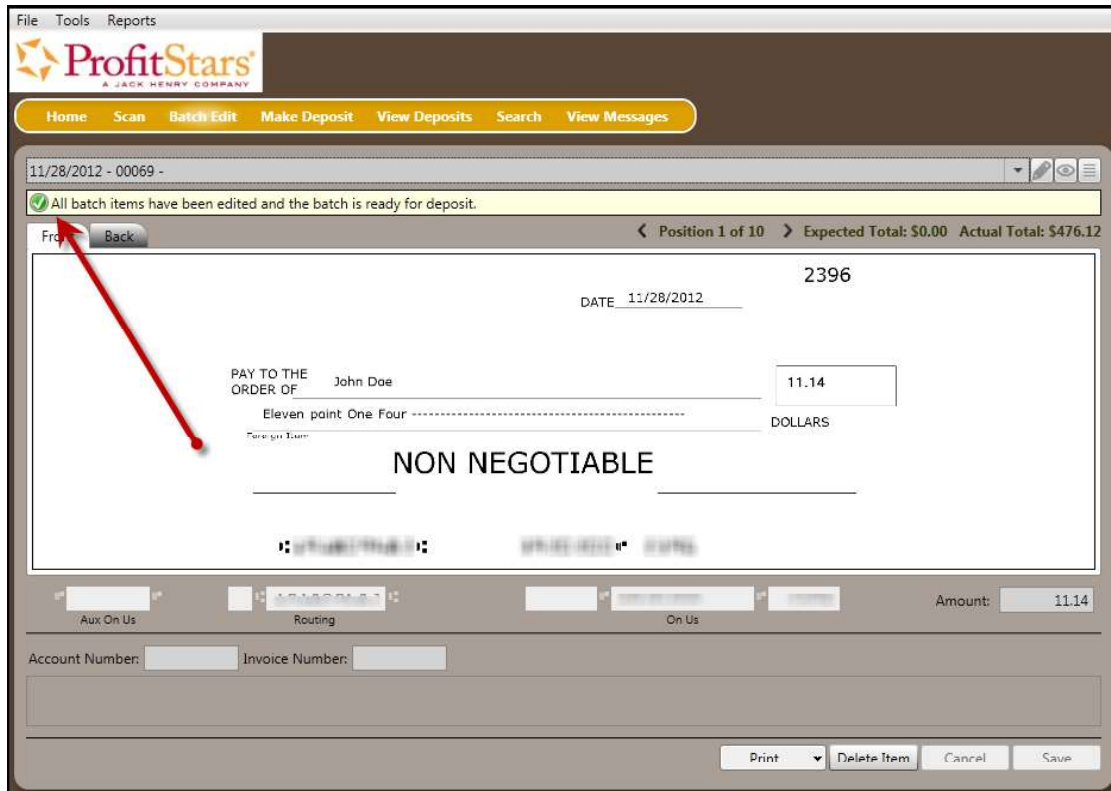 File Tools Reports
ProfitStars
A JACK HENRY COMPANY
Home Scan Batch Edit Make Deposit View Deposits Search View Messages
11/28/2012 - 00069 -
All batch items have been edited and the batch is ready for deposit.
Front Back Position 1 of 10 Expected Total: $0.00 Actual Total: $476.12
2396
DATE 11/28/2012
PAY TO THE
ORDER OF John Doe 11.14
Eleven point One Four ------------------------------------------------ DOLLARS
Foreign Item
NON NEGOTIABLE
Amount: 11.14
Aux On Us Routing On Us
Account Number: Invoice Number:
Print Delete Item Cancel Save